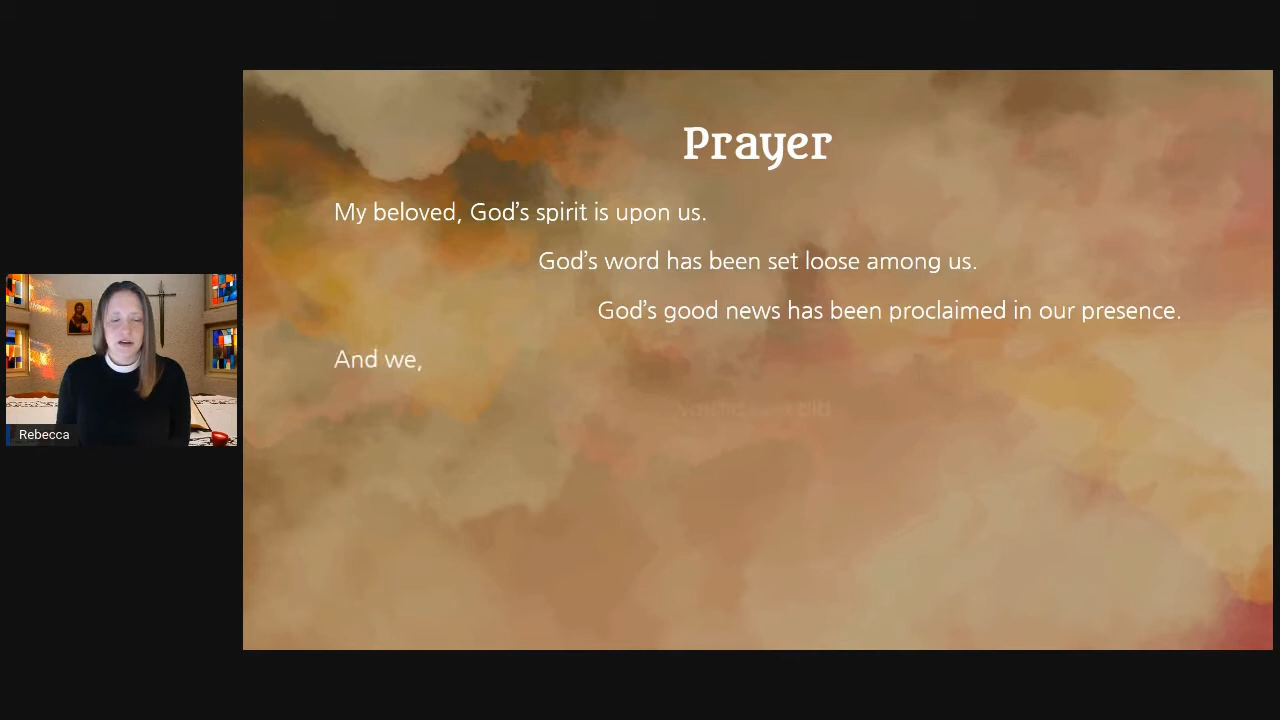 Prayer
My beloved, God's spirit is upon us.
God's word has been set loose among us.
God's good news has been proclaimed in our presence.
And we,
Rebecca